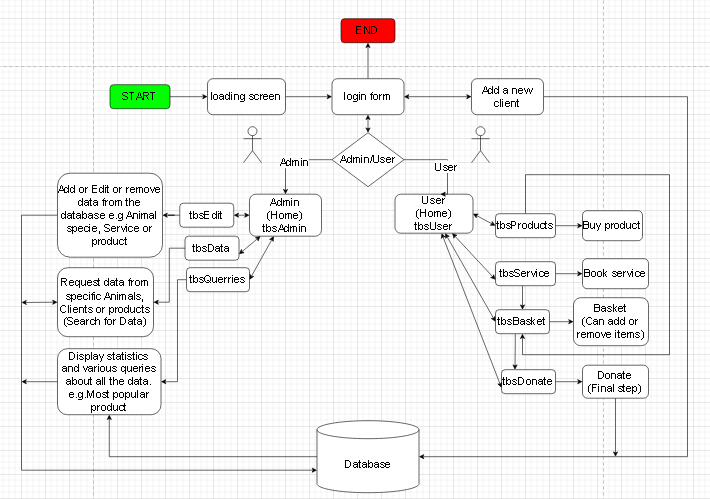 END
START
loading screen
login form
Add a new
client
Admin/User
Admin
User
Add or Edit or remove
data from the
database e.g Animal
specie, Service or
product
tbsEdit
Admin
(Home)
tbsAdmin
User
(Home)
tbsUser
tbsProducts
Buy product
tbsData
tbsQuerries
tbsService
Book service
Request data from
specific Animals,
Clients or products
(Search for Data)
tbsBasket
Basket
(Can add or
remove items)
Display statistics
and various queries
about all the data.
e.g.Most popular
product
tbsDonate
Donate
(Final step)
Database